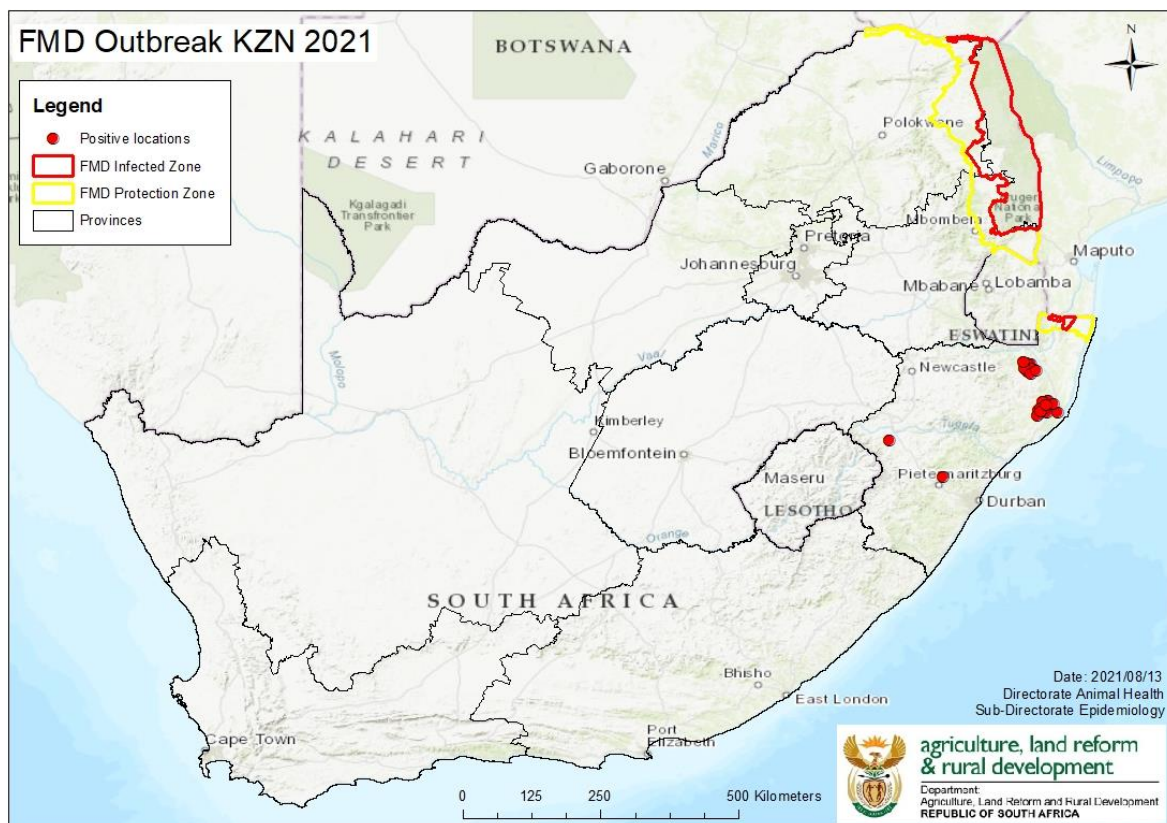 FMD Outbreak KZN 2021
Legend
Positive locations
FMD Infected Zone
FMD Protection Zone
Provinces
BOTSWANA
N
KALAHARI
DESERT
Kgalagadi
Transfrontier
Park
Gaborone
Marico
Polokwane
Limpopo
uger
National
Park
Mbombela
Pretoria
Johannesburg
Maputo
Mbabane
Lobamba
ESWATINI
Molopo
Vaal
Newcastle
Kimberley
Bloemfontein
Tugela
Maseru
LESOTHO
Pietermaritzburg
Durban
Orange
SOUTH AFRICA
Bhisho
East London
Port
Elizabeth
Cape Town
0 125 250 500 Kilometers
Date: 2021/08/13
Directorate Animal Health
Sub-Directorate Epidemiology
agriculture, land reform
& rural development
Department:
Agriculture, Land Reform and Rural Development
REPUBLIC OF SOUTH AFRICA